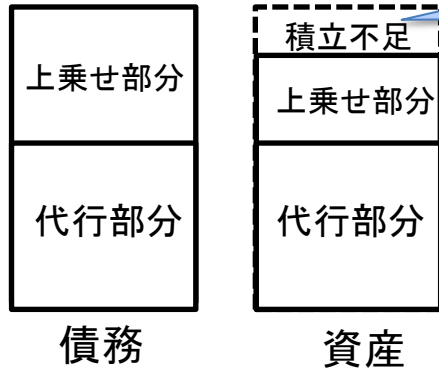 上乗せ部分
代行部分
債務
積立不足
上乗せ部分
代行部分
資産